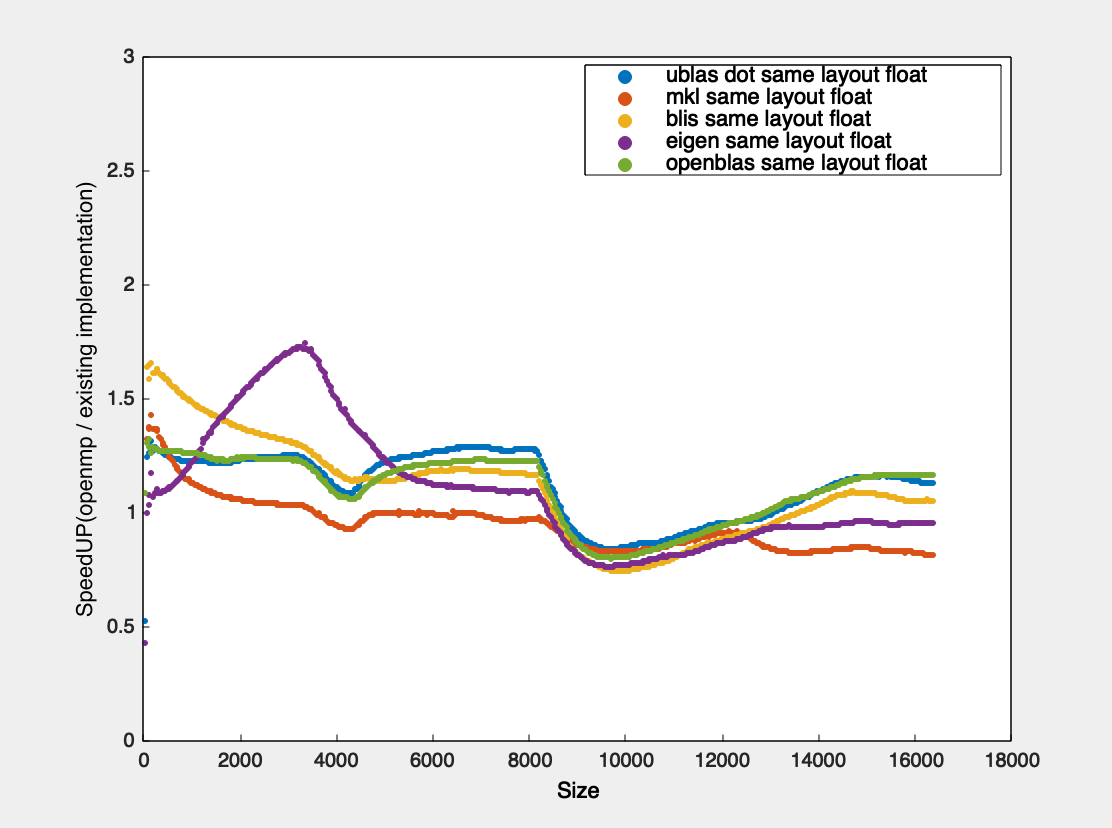 3
2.5
2
1.5
1
0.5
0
SpeedUP(openmp / existing implementation)
ublas dot same layout float
mkl same layout float
blis same layout float
eigen same layout float
openblas same layout float
0 2000 4000 6000 8000 10000 12000 14000 16000 18000
Size